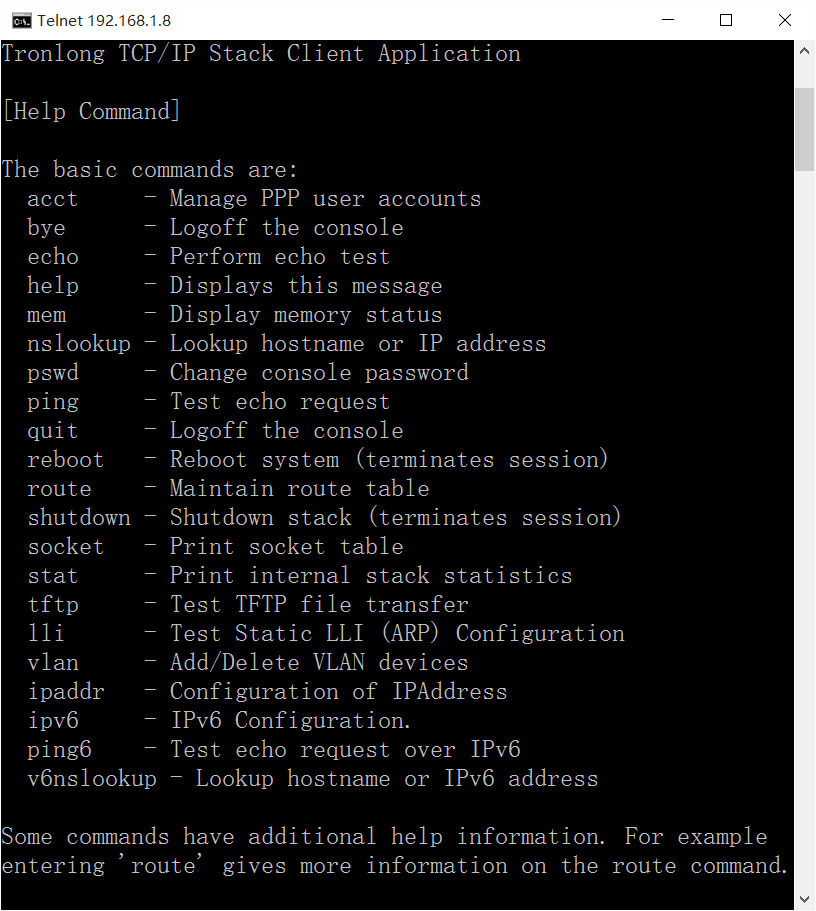 Telnet 192.168.1.8
Tronlong TCP/IP Stack Client Application
[Help Command]
The basic commands are:
acct - Manage PPP user accounts
bye - Logoff the console
echo - Perform echo test
help - Displays this message
mem - Display memory status
nslookup - Lookup hostname or IP address
pswd - Change console password
ping - Test echo request
quit - Logoff the console
reboot - Reboot system (terminates session)
route - Maintain route table
shutdown - Shutdown stack (terminates session)
socket - Print socket table
stat - Print internal stack statistics
tftp - Test TFTP file transfer
lli - Test Static LLI (ARP) Configuration
vlan - Add/Delete VLAN devices
ipaddr - Configuration of IPAddress
ipv6 - IPv6 Configuration.
ping6 - Test echo request over IPv6
v6nslookup - Lookup hostname or IPv6 address
Some commands have additional help information. For example
entering 'route' gives more information on the route command.